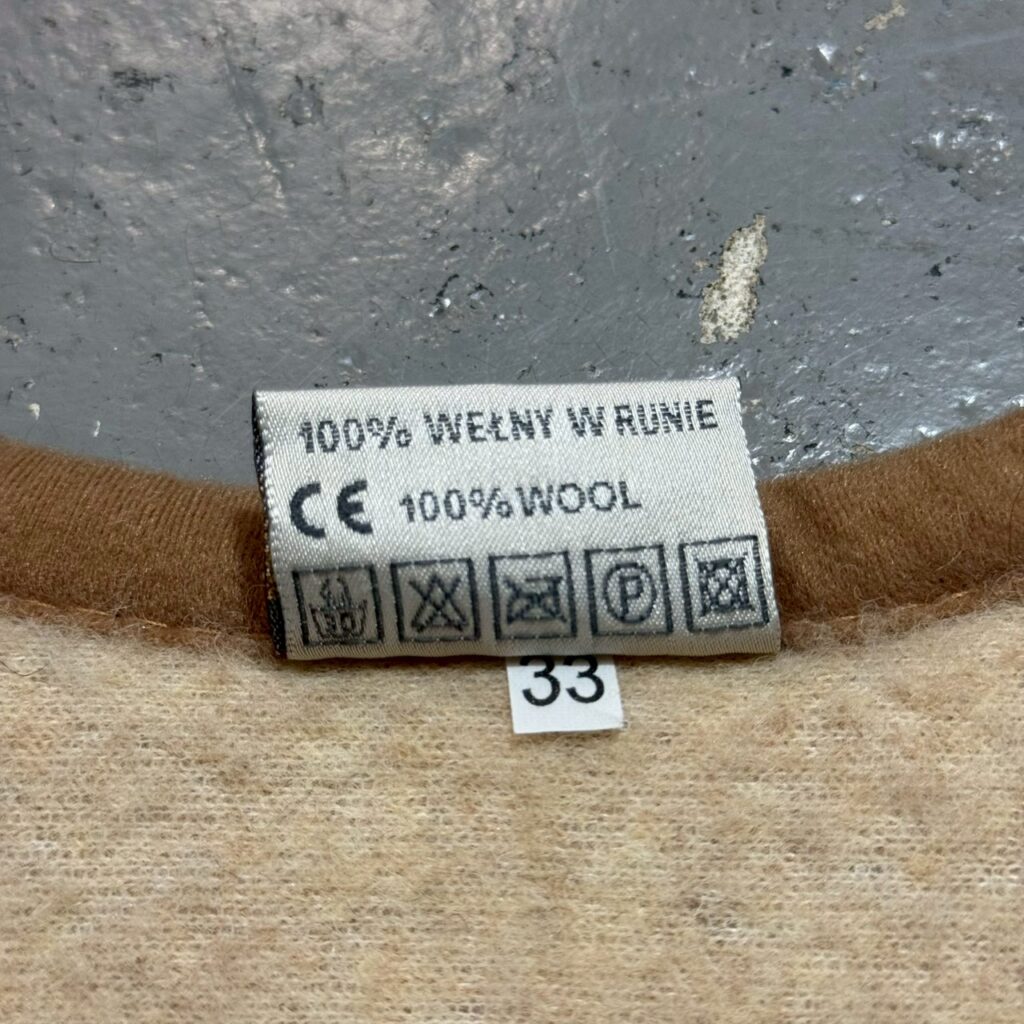 100% WEŁNY W RUNIE
CE 100% WOOL
P
33